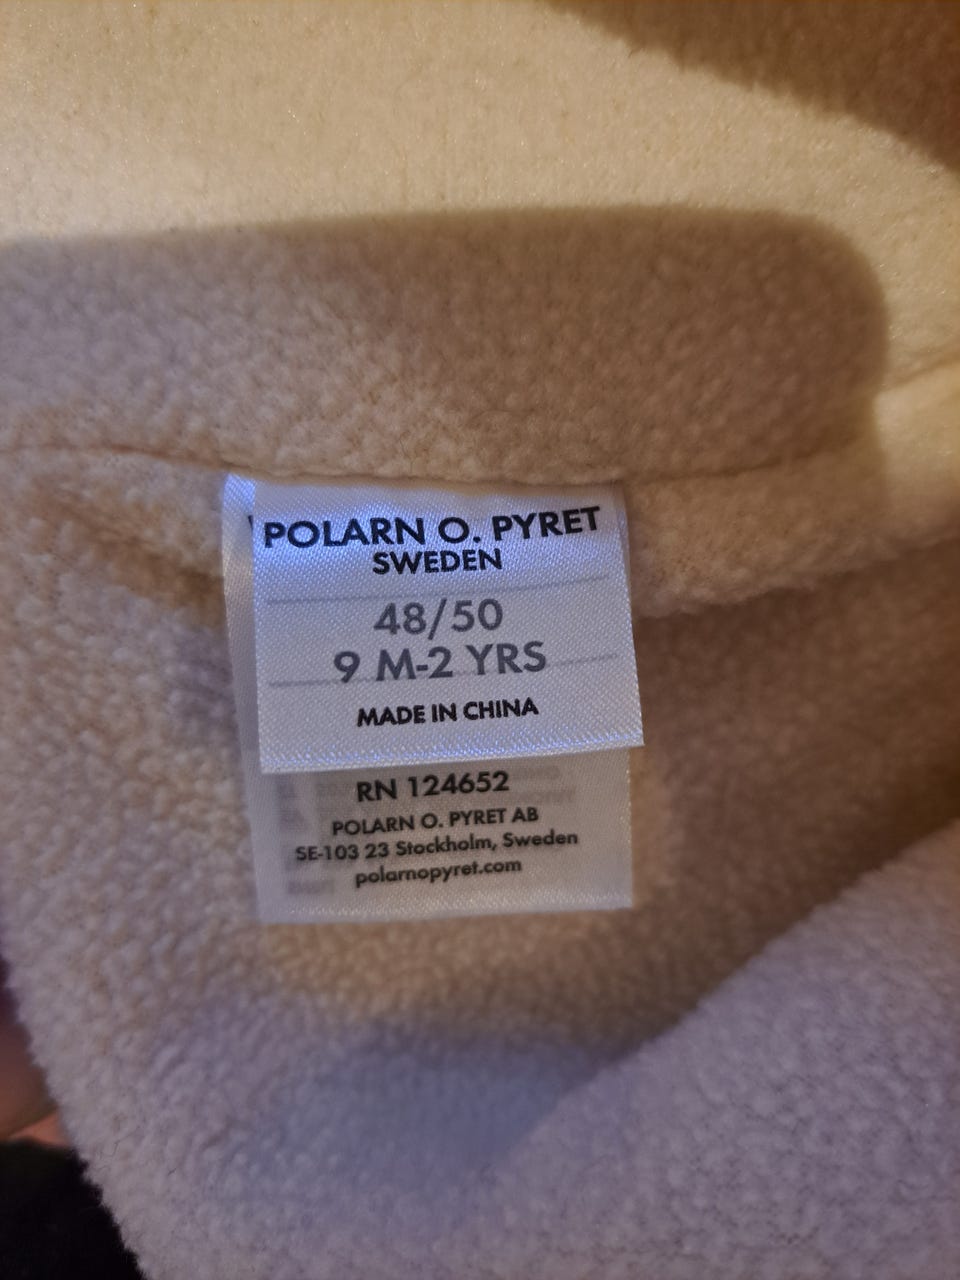 POLARN O. PYRET
SWEDEN
48/50
9 M-2 YRS
MADE IN CHINA
RN 124652
POLARN O. PYRET AB
SE-103 23 Stockholm, Sweden
polarnopyret.com